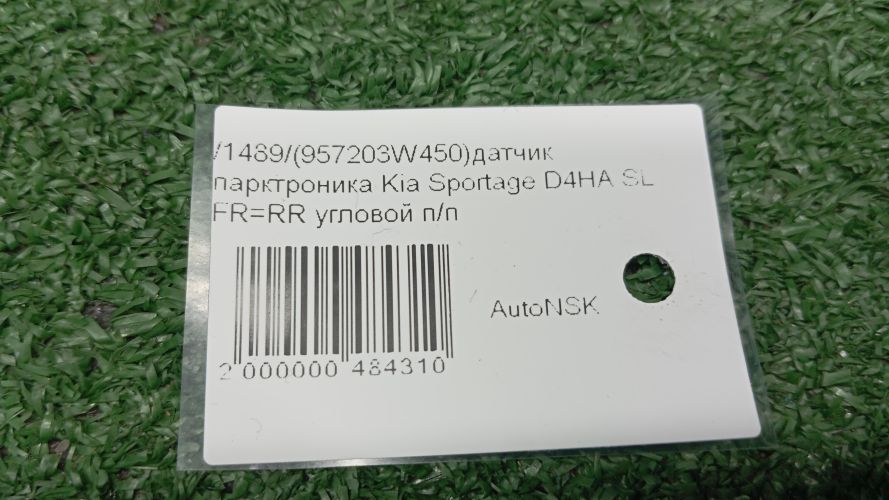 /1489/(957203W450)датчик
парктроника Kia Sportage D4HA SL
FR=RR угловой п/п
AutoNSK
2 000000 484310